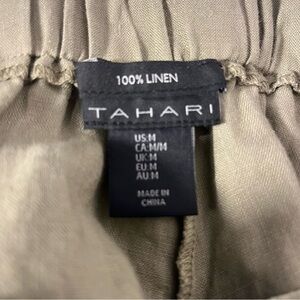 100% LINEN
TAHARI
US:M
CA:M/M
UK:M
EU:M
AU:M
MADE IN
CHINA